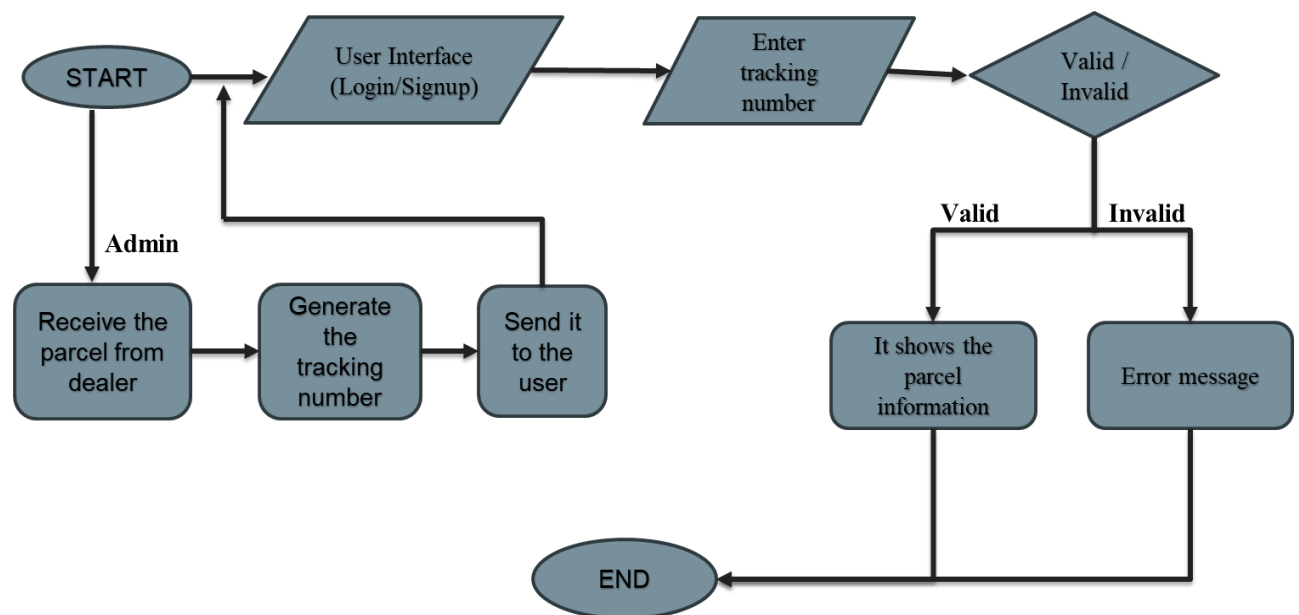 START
User Interface
(Login/Signup)
Enter
tracking
number
Valid /
Invalid
Admin
Valid
Invalid
Receive the
parcel from
dealer
Generate
the
tracking
number
Send it
to the
user
It shows the
parcel
information
Error message
END